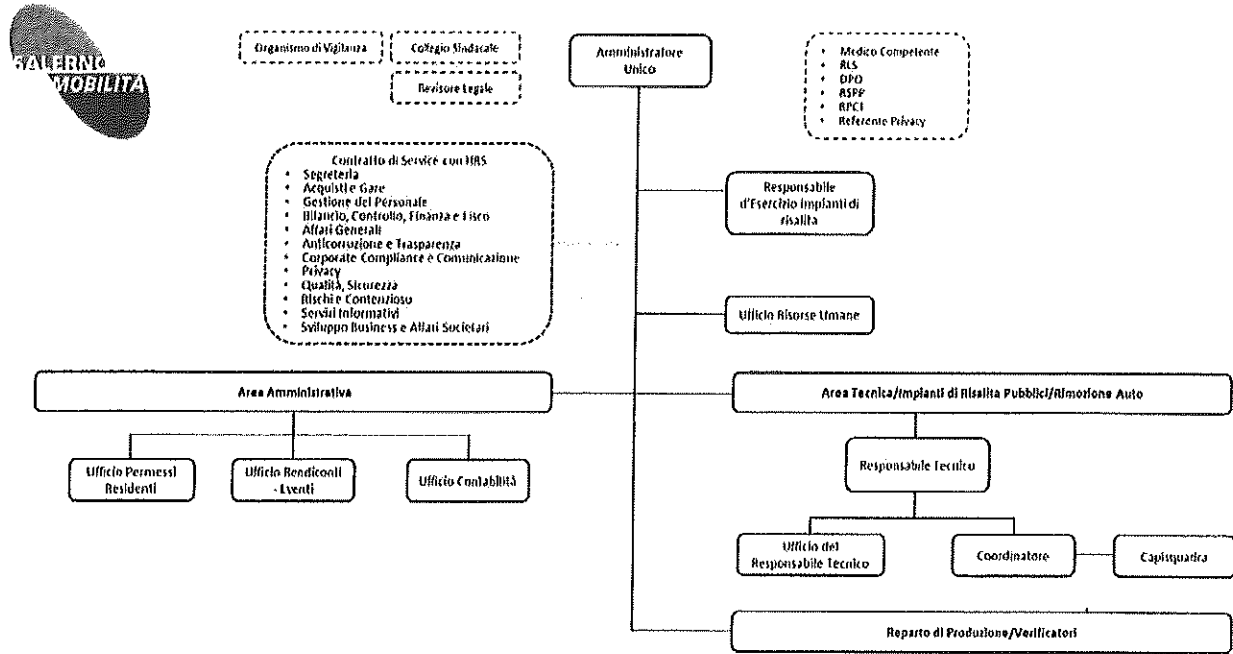 SALERNO
MOBILITÀ
Organismo di Vigilanza
Collegio Sindacale
Revisore Legale
Amministratore
Unico
• Medico Competente
• RLS
• DPO
• RSPP
• RPCT
• Referente Privacy
Contratto di Service con HRS
• Segreteria
• Acquisti e Gare
• Gestione del Personale
• Bilancio, Controllo, Finanza e Fisco
• Affari Generali
• Anticorruzione e Trasparenza
• Corporate Compliance e Comunicazione
• Privacy
• Qualità, Sicurezza
• Rischi e Contenzioso
• Servizi Informativi
• Sviluppo Business e Affari Societari
Responsabile
d'Esercizio Impianti di
risalita
Ufficio Risorse Umane
Area Amministrativa
Area Tecnica/Impianti di Risalita Pubblici/Rimozione Auto
Ufficio Permessi
Residenti
Ufficio Rendiconti
- Eventi
Ufficio Contabilità
Responsabile Tecnico
Ufficio del
Responsabile Tecnico
Coordinatore
Capisquadra
Reparto di Produzione/Verificatori